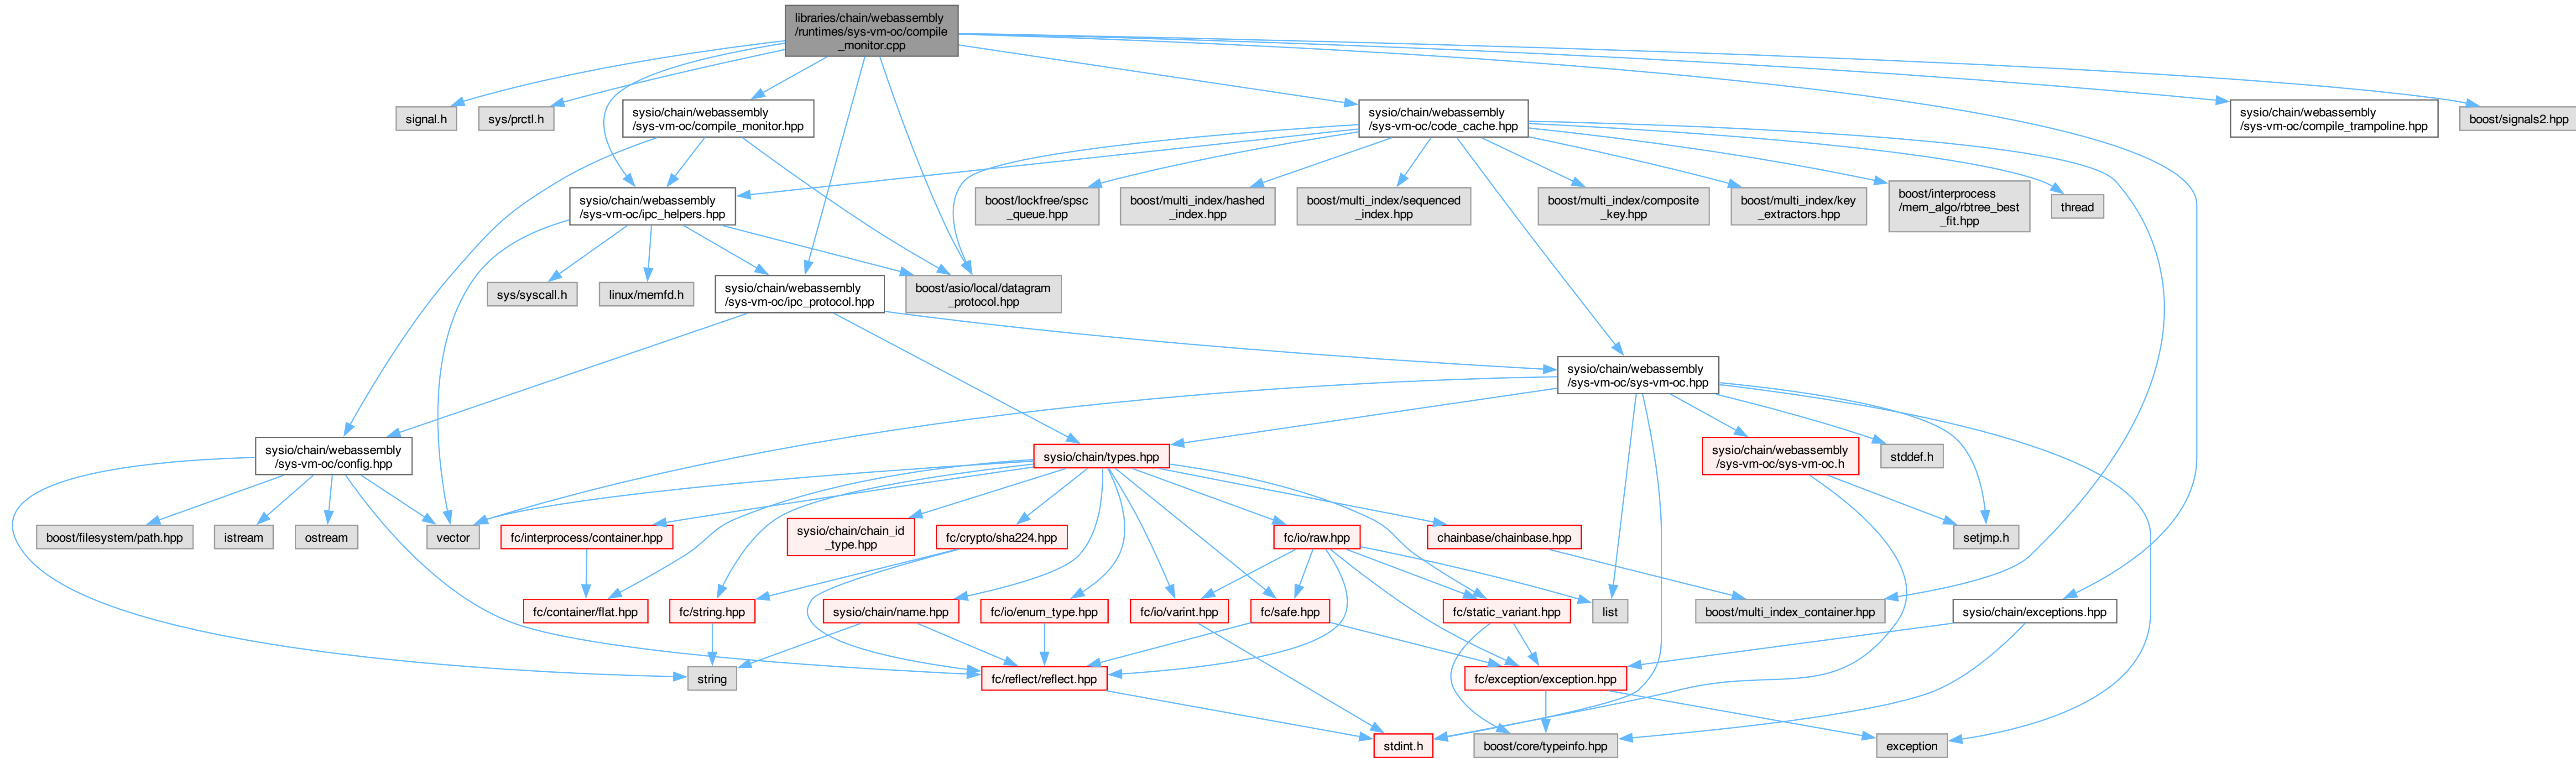 libraries/chain/webassembly
/runtimes/sys-vm-oc/compile
_monitor.cpp
signal.h
sys/prctl.h
sysio/chain/webassembly
/sys-vm-oc/compile_monitor.hpp
sysio/chain/webassembly
/sys-vm-oc/code_cache.hpp
sysio/chain/webassembly
/sys-vm-oc/compile_trampoline.hpp
boost/signals2.hpp
sysio/chain/webassembly
/sys-vm-oc/ipc_helpers.hpp
boost/lockfree/spsc
_queue.hpp
boost/multi_index/hashed
_index.hpp
boost/multi_index/sequenced
_index.hpp
boost/multi_index/composite
_key.hpp
boost/multi_index/key
_extractors.hpp
boost/interprocess
/mem_algo/rbtree_best
_fit.hpp
thread
sys/syscall.h
linux/memfd.h
sysio/chain/webassembly
/sys-vm-oc/ipc_protocol.hpp
boost/asio/local/datagram
_protocol.hpp
sysio/chain/webassembly
/sys-vm-oc/sys-vm-oc.hpp
sysio/chain/webassembly
/sys-vm-oc/config.hpp
sysio/chain/types.hpp
sysio/chain/webassembly
/sys-vm-oc/sys-vm-oc.h
stddef.h
boost/filesystem/path.hpp
istream
ostream
vector
fc/interprocess/container.hpp
sysio/chain/chain_id
_type.hpp
fc/crypto/sha224.hpp
fc/io/raw.hpp
chainbase/chainbase.hpp
setjmp.h
fc/container/flat.hpp
fc/string.hpp
sysio/chain/name.hpp
fc/io/enum_type.hpp
fc/io/varint.hpp
fc/safe.hpp
fc/static_variant.hpp
list
boost/multi_index_container.hpp
sysio/chain/exceptions.hpp
string
fc/reflect/reflect.hpp
fc/exception/exception.hpp
stdint.h
boost/core/typeinfo.hpp
exception